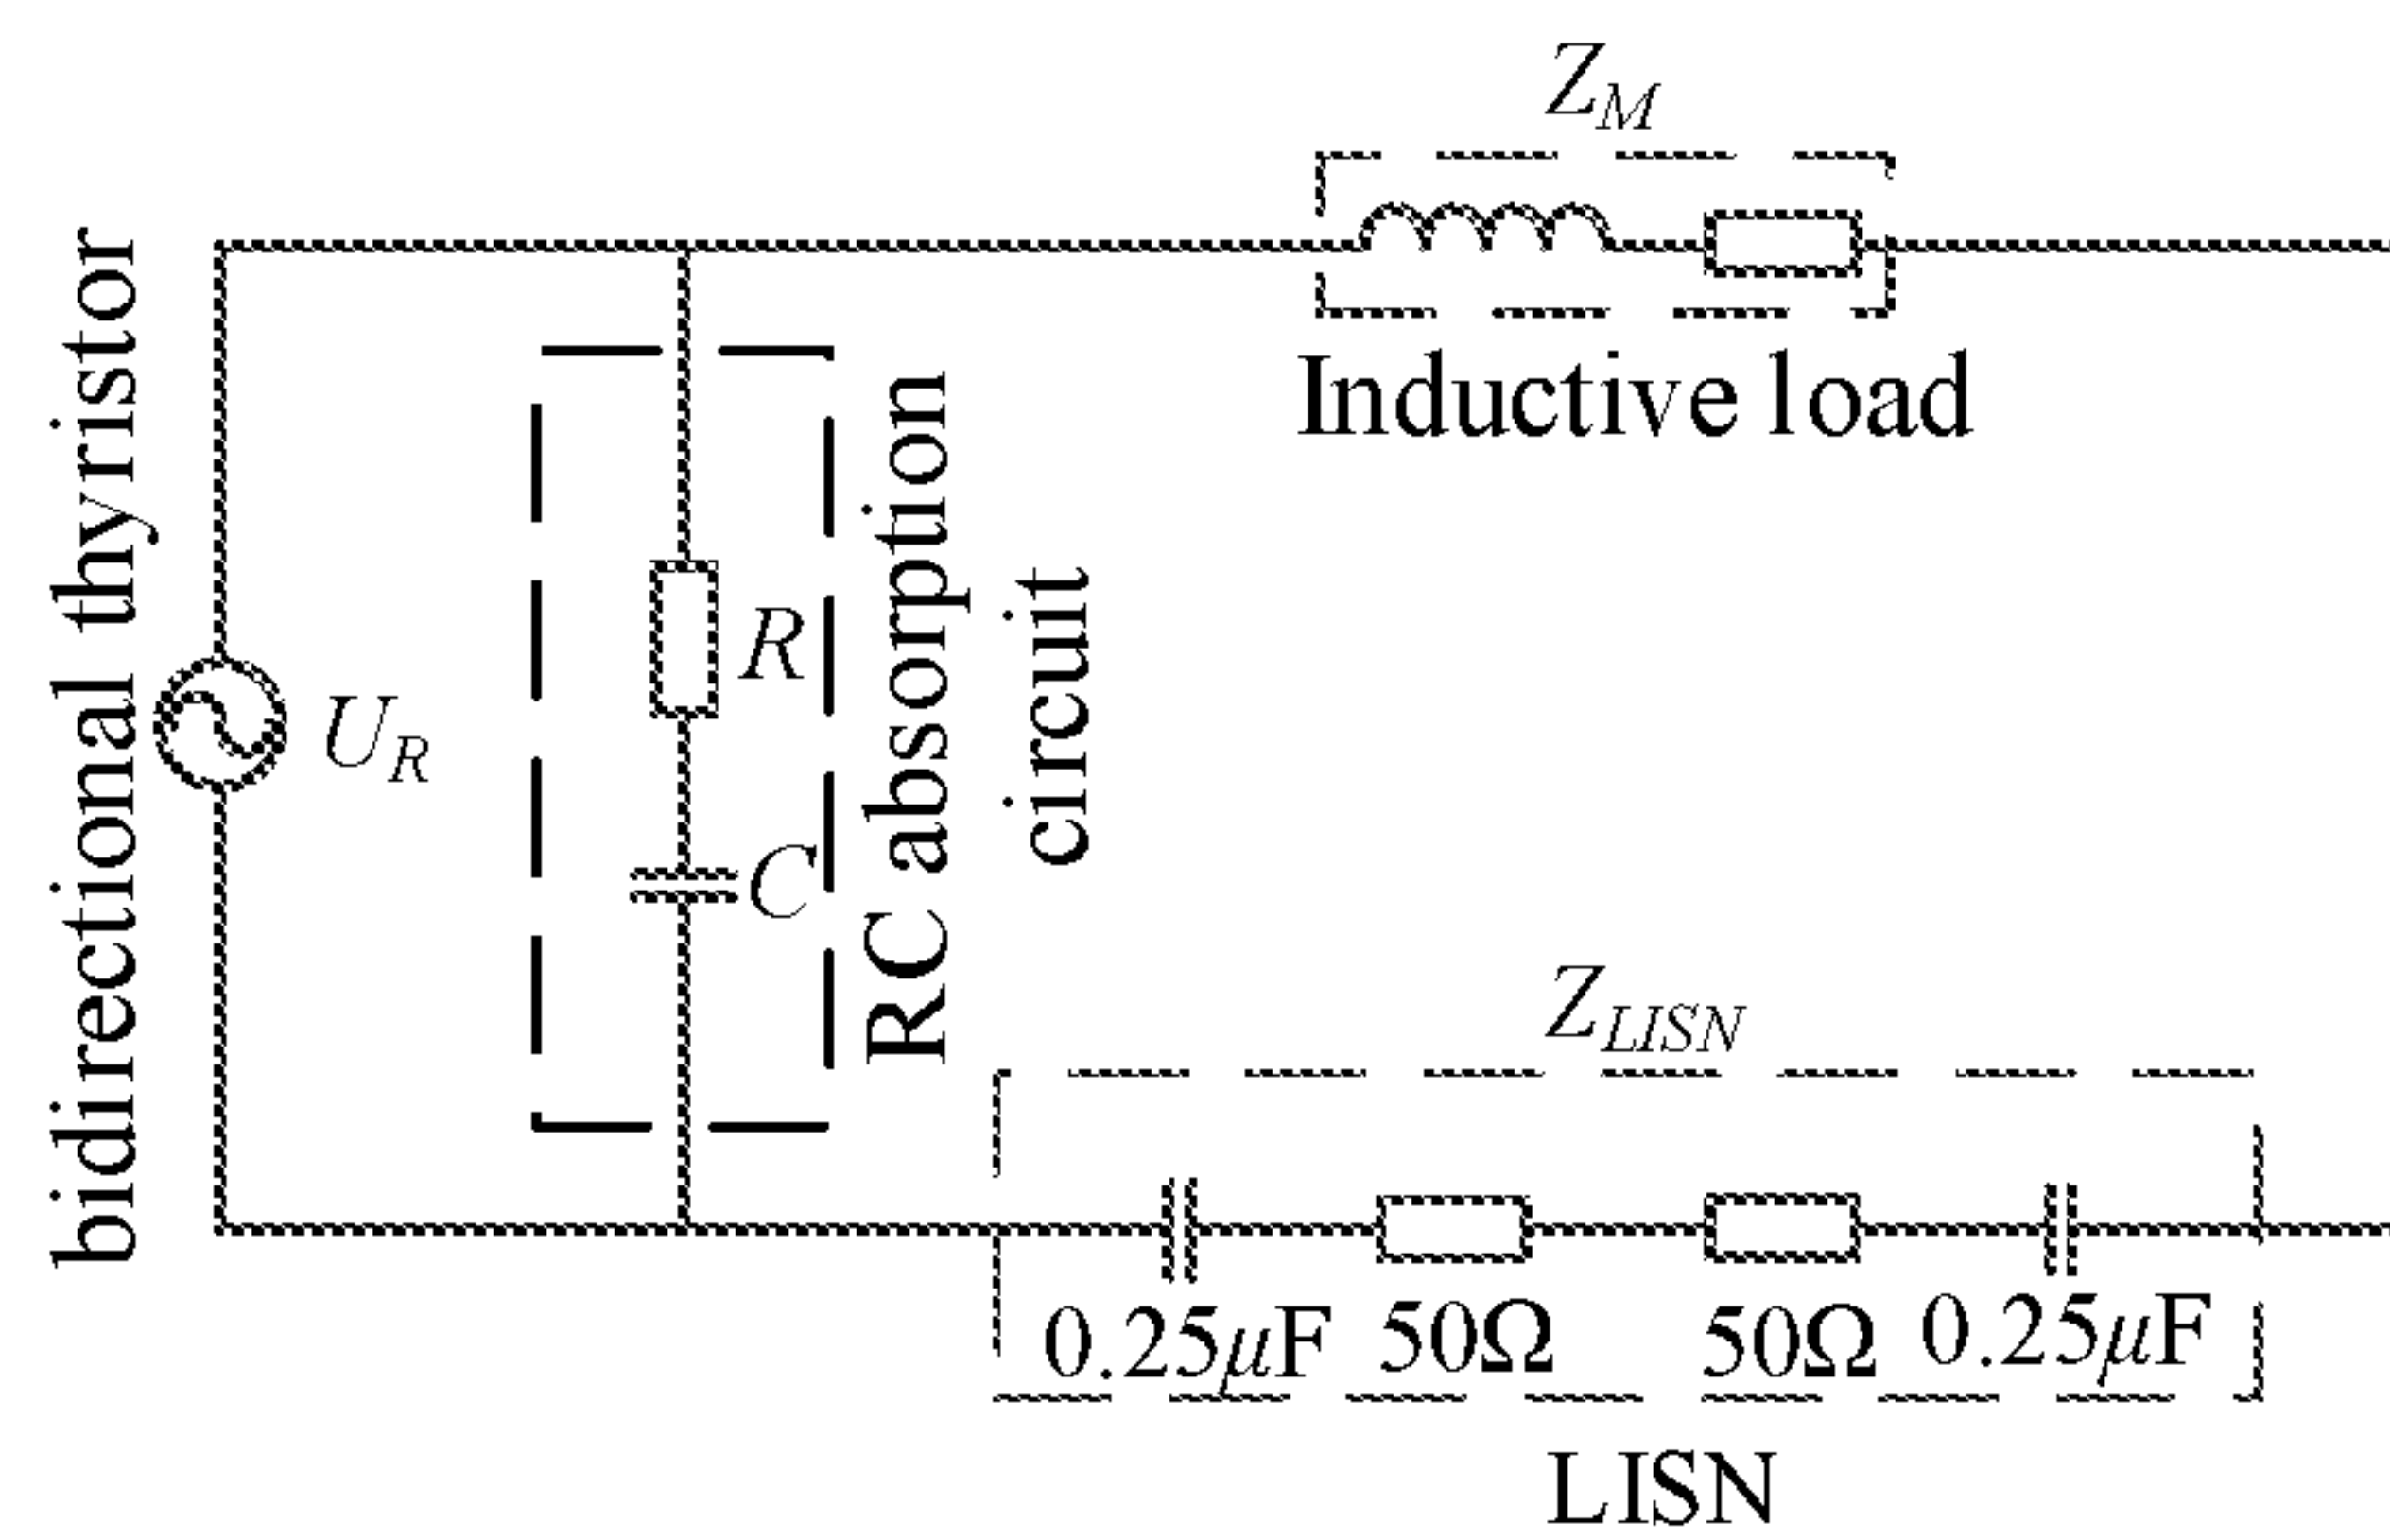 Z_M
Inductive load
bidirectional thyristor
U_R
R
C
RC absorption
circuit
Z_LISN
0.25μF 50Ω 50Ω 0.25μF
LISN